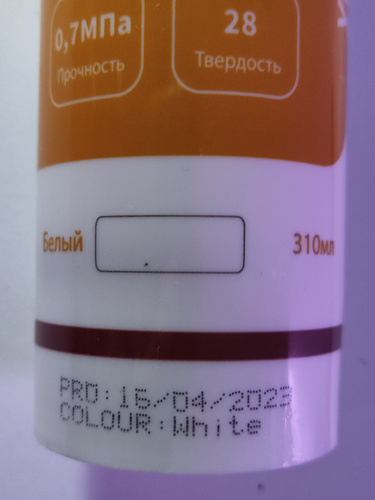 0,7МПа
Прочность
28
Твердость
Белый
310мл
PRD:16/04/2023
COLOUR:White